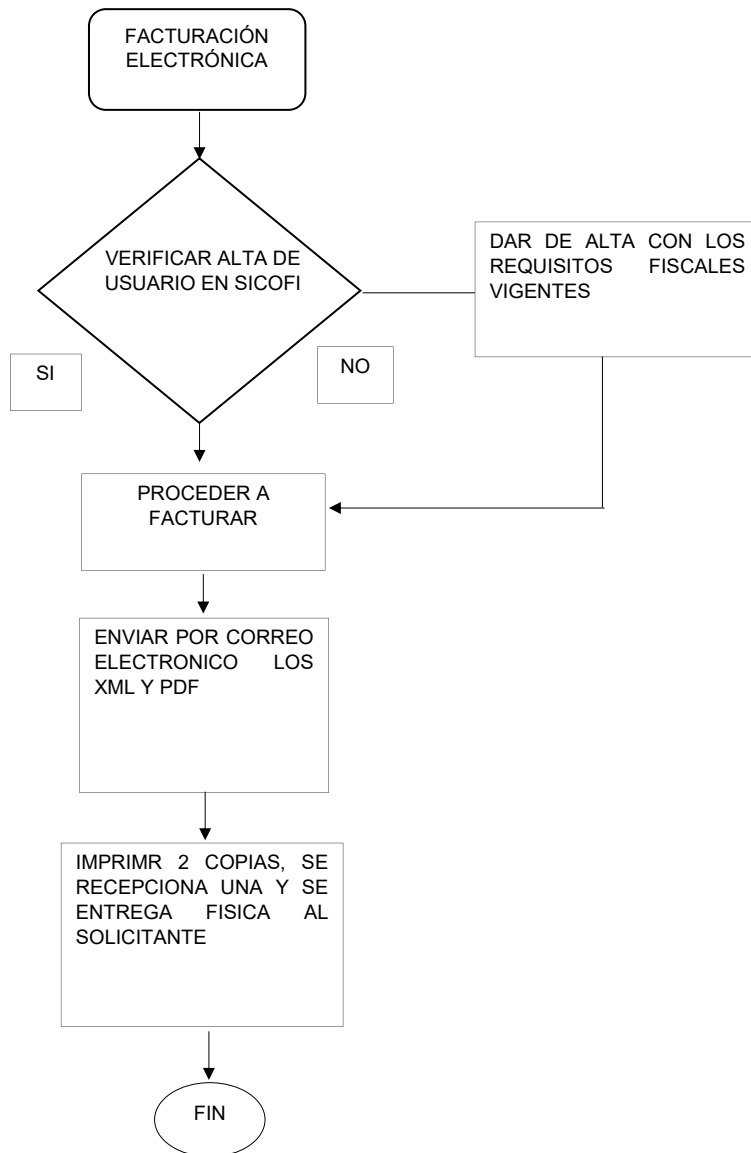 FACTURACIÓN
ELECTRÓNICA
VERIFICAR ALTA DE
USUARIO EN SICOFI
DAR DE ALTA CON LOS
REQUISITOS FISCALES
VIGENTES
SI
NO
PROCEDER A
FACTURAR
ENVIAR POR CORREO
ELECTRONICO LOS
XML Y PDF
IMPRIMR 2 COPIAS, SE
RECEPCIONA UNA Y SE
ENTREGA FISICA AL
SOLICITANTE
FIN